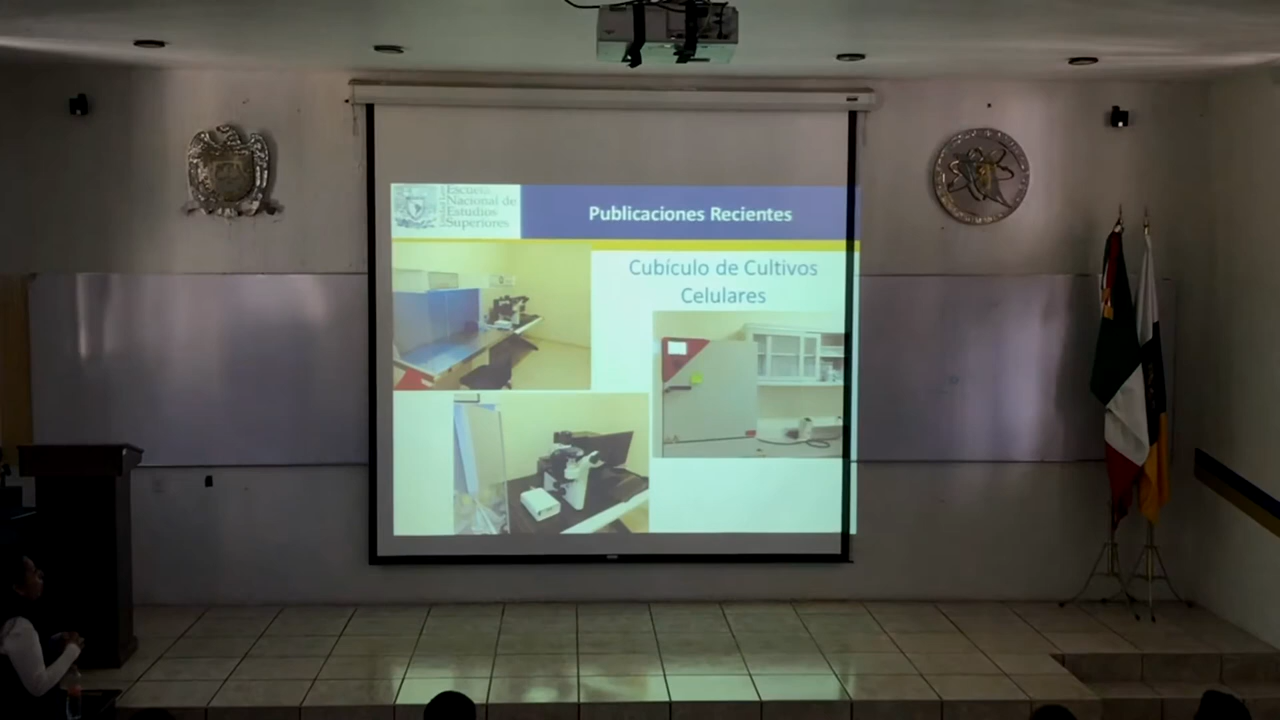 Escuela
Nacional de
Estudios
Superiores
Publicaciones Recientes
Cubículo de Cultivos
Celulares